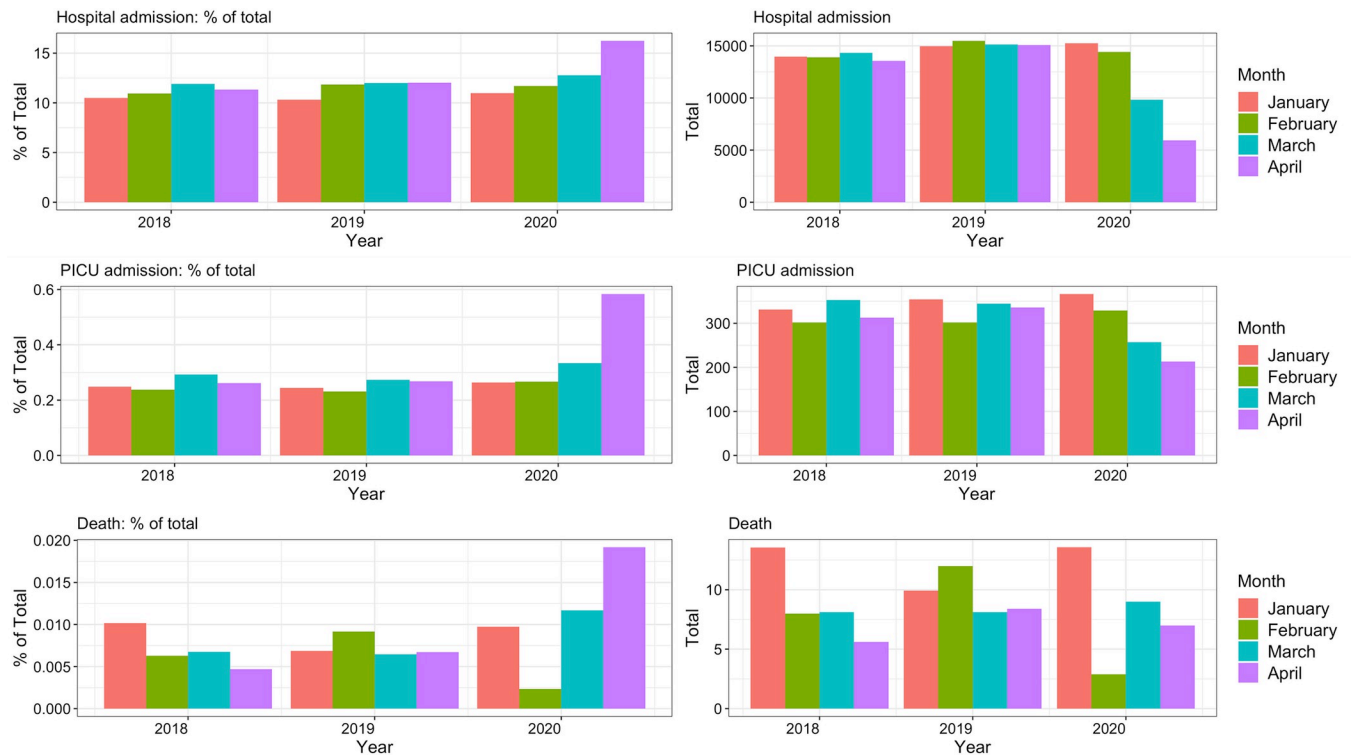 Hospital admission: % of total
15
10
5
0
% of Total
2018
2019
2020
Year
Hospital admission
15000
10000
5000
0
Total
2018
2019
2020
Year
Month
January
February
March
April
PICU admission: % of total
0.6
0.4
0.2
0.0
% of Total
2018
2019
2020
Year
PICU admission
300
200
100
0
Total
2018
2019
2020
Year
Month
January
February
March
April
Death: % of total
0.020
0.015
0.010
0.005
0.000
% of Total
2018
2019
2020
Year
Death
10
5
0
Total
2018
2019
2020
Year
Month
January
February
March
April